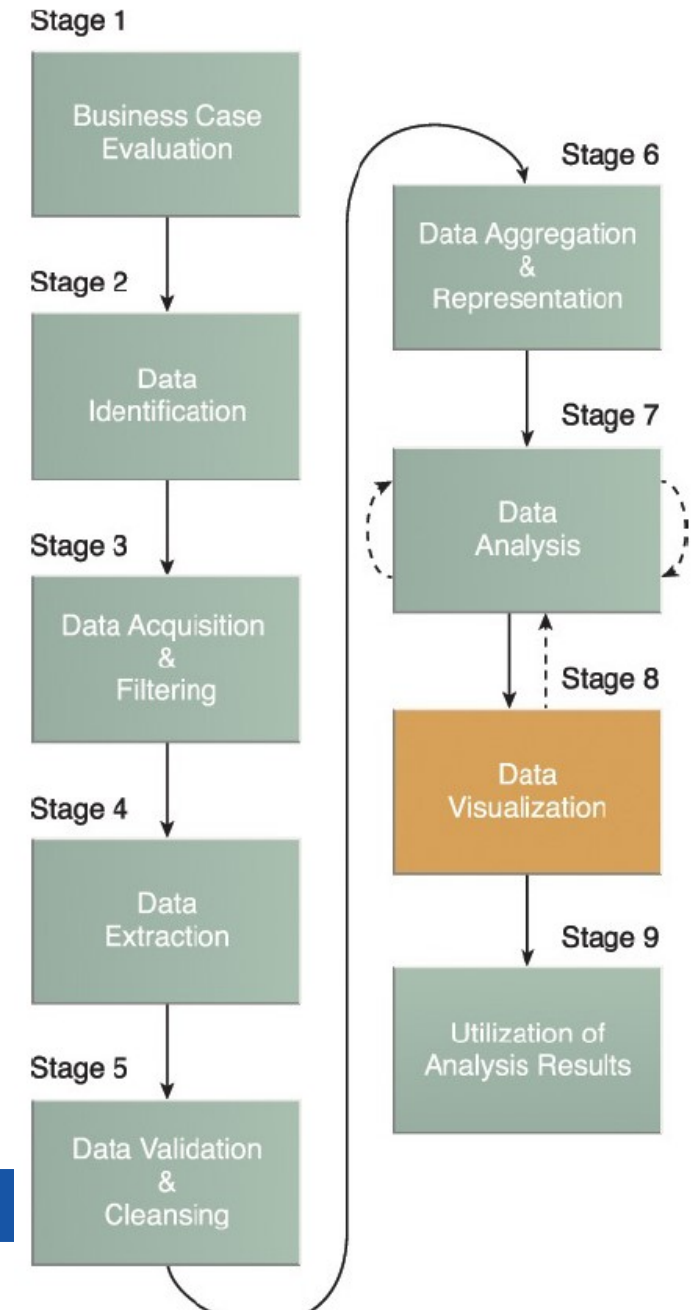 Stage 1
Business Case
Evaluation
Stage 2
Data
Identification
Stage 3
Data Acquisition
&
Filtering
Stage 4
Data
Extraction
Stage 5
Data Validation
&
Cleansing
Stage 6
Data Aggregation
&
Representation
Stage 7
Data
Analysis
Stage 8
Data
Visualization
Stage 9
Utilization of
Analysis Results